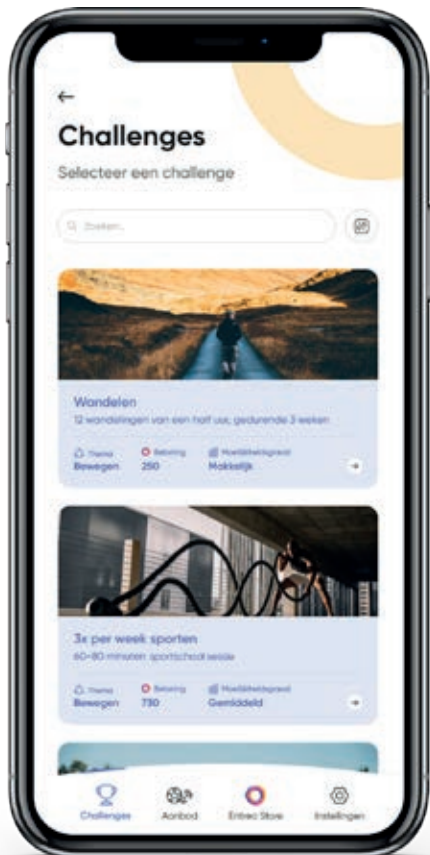 Challenges
Selecteer een challenge
Zoeken..
Wandelen
12 wandelingen van een half uur, gedurende 3 weken
Thema Beloning Moeilijkheidsgraad
Bewegen 250 Makkelijk
3x per week sporten
60-80 minuten sportschool sessie
Thema Beloning Moeilijkheidsgraad
Bewegen 730 Gemiddeld
Challenges Aanbod Entreo Store Instellingen